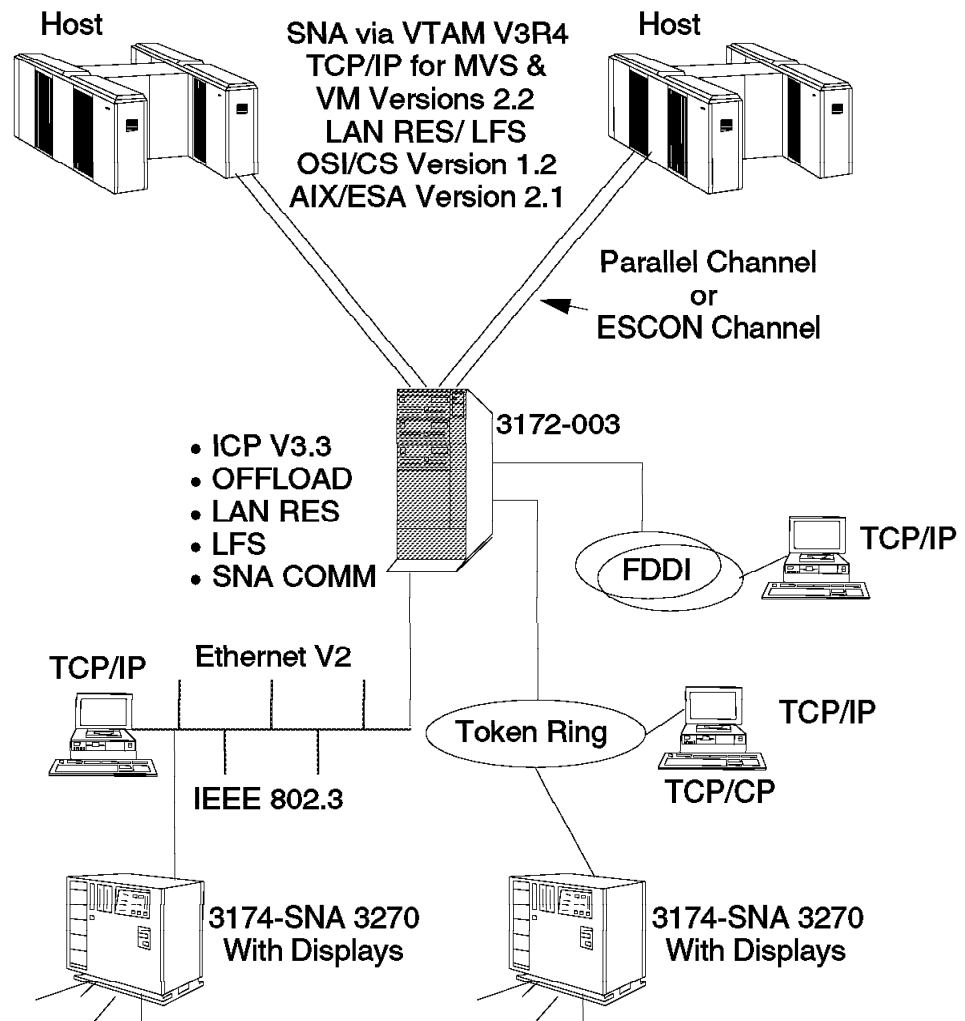 Host
SNA via VTAM V3R4
TCP/IP for MVS &
VM Versions 2.2
LAN RES/ LFS
OSI/CS Version 1.2
AIX/ESA Version 2.1
Host
Parallel Channel
or
ESCON Channel
3172-003
• ICP V3.3
• OFFLOAD
• LAN RES
• LFS
• SNA COMM
FDDI
TCP/IP
TCP/IP
Ethernet V2
IEEE 802.3
Token Ring
TCP/IP
TCP/CP
3174-SNA 3270
With Displays
3174-SNA 3270
With Displays